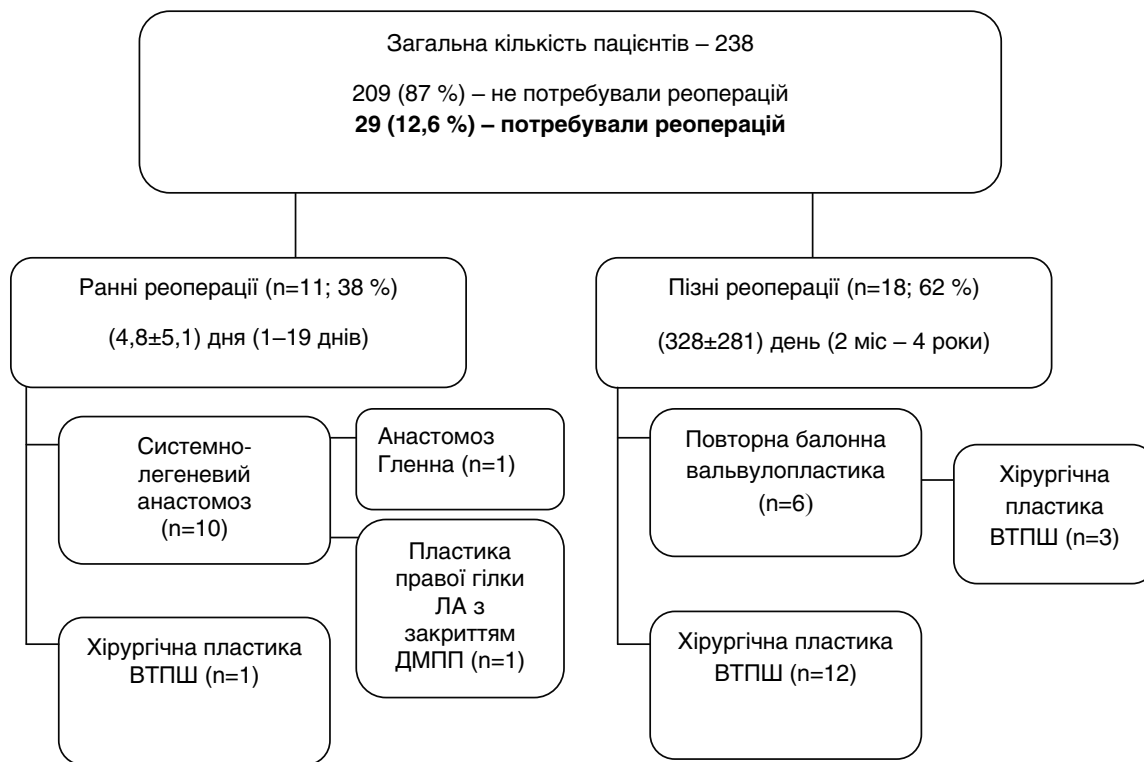 Загальна кількість пацієнтів – 238
209 (87 %) – не потребували реоперацій
29 (12,6 %) – потребували реоперацій
Ранні реоперації (n=11; 38 %)
(4,8±5,1) дня (1–19 днів)
Пізні реоперації (n=18; 62 %)
(328±281) день (2 міс – 4 роки)
Системно-
легеневий
анастомоз
(n=10)
Анастомоз
Гленна (n=1)
Пластика
правої гілки
ЛА з
закриттям
ДМПП (n=1)
Хірургічна пластика
ВТПШ (n=1)
Повторна балонна
вальвулопластика
(n=6)
Хірургічна
пластика
ВТПШ (n=3)
Хірургічна пластика
ВТПШ (n=12)